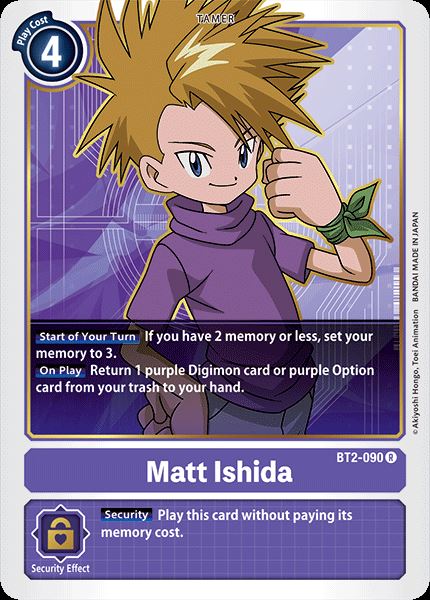 TAMER
Play Cost
4
Start of Your Turn If you have 2 memory or less, set your
memory to 3.
On Play Return 1 purple Digimon card or purple Option
card from your trash to your hand.
©Akiyoshi Hongo, Toei Animation BANDAI MADE IN JAPAN
BT2-090 R
Matt Ishida
Security Play this card without paying its
memory cost.
Security Effect